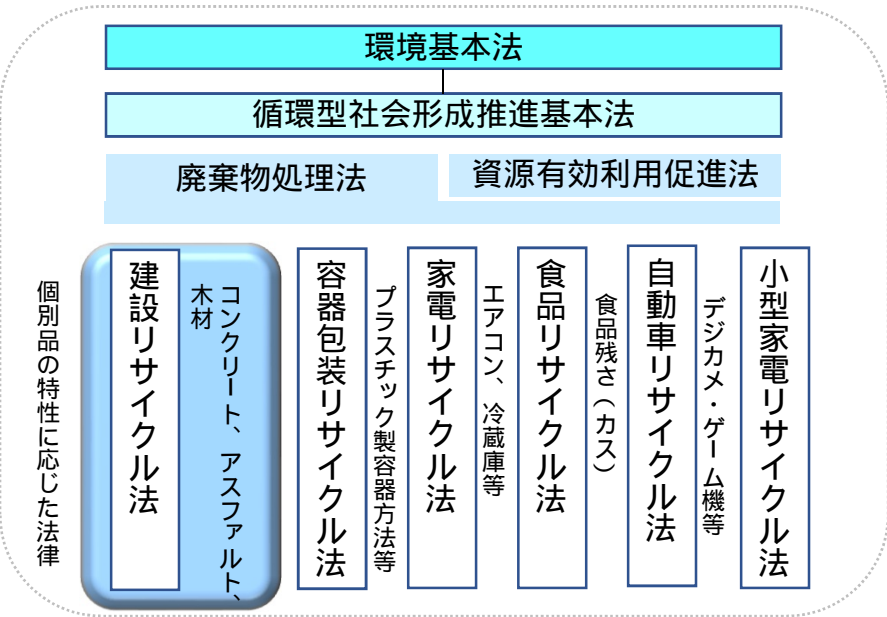 環境基本法
循環型社会形成推進基本法
廃棄物処理法
資源有効利用促進法
個別品の特性に応じた法律
建設リサイクル法
コンクリート、アスファルト、
木材
容器包装リサイクル法
プラスチック製容器方法等
家電リサイクル法
エアコン、冷蔵庫等
食品リサイクル法
食品残さ(カス)
自動車リサイクル法
デジカメ・ゲーム機等
小型家電リサイクル法